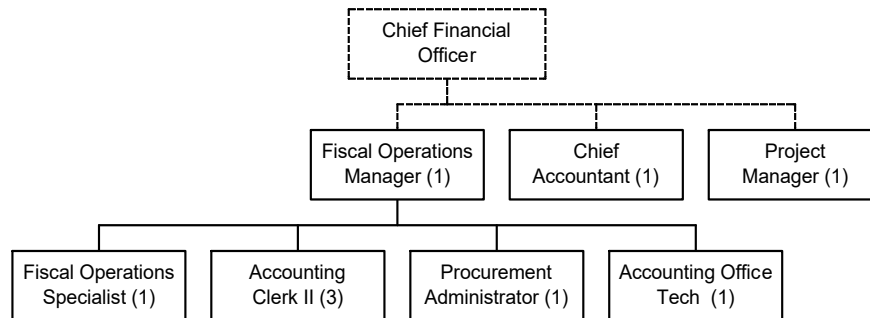 Chief Financial
Officer
Fiscal Operations
Manager (1)
Chief
Accountant (1)
Project
Manager (1)
Fiscal Operations
Specialist (1)
Accounting
Clerk II (3)
Procurement
Administrator (1)
Accounting Office
Tech (1)